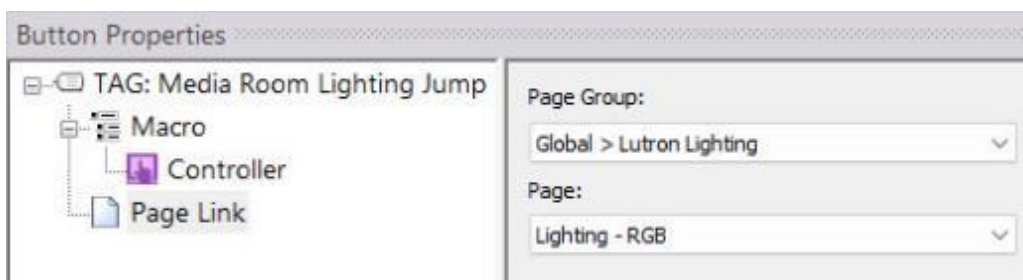 Button Properties
TAG: Media Room Lighting Jump
Macro
Controller
Page Link
Page Group:
Global > Lutron Lighting
Page:
Lighting - RGB